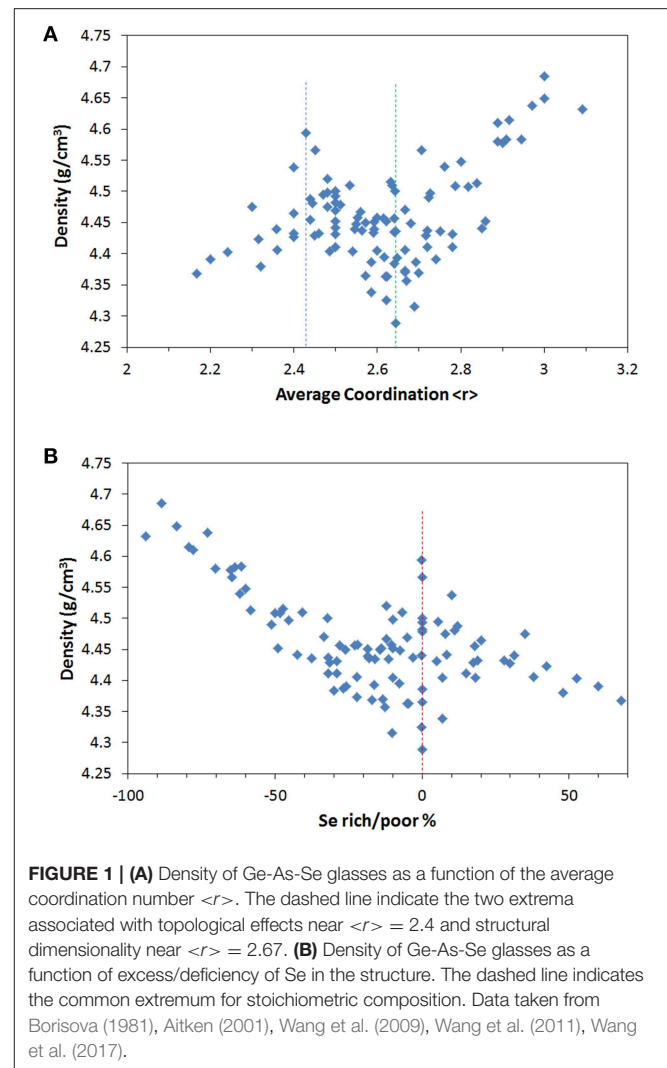 A
4.75
4.7
4.65
4.6
4.55
4.5
4.45
4.4
4.35
4.3
4.25
Density (g/cm³)
2 2.2 2.4 2.6 2.8 3 3.2
Average Coordination <r>
B
4.75
4.7
4.65
4.6
4.55
4.5
4.45
4.4
4.35
4.3
4.25
Density (g/cm³)
-100 -50 0 50
Se rich/poor %
FIGURE 1 | (A) Density of Ge-As-Se glasses as a function of the average
coordination number <r>. The dashed line indicate the two extrema
associated with topological effects near <r> = 2.4 and structural
dimensionality near <r> = 2.67. (B) Density of Ge-As-Se glasses as a
function of excess/deficiency of Se in the structure. The dashed line indicates
the common extremum for stoichiometric composition. Data taken from
Borisova (1981), Aitken (2001), Wang et al. (2009), Wang et al. (2011), Wang
et al. (2017).